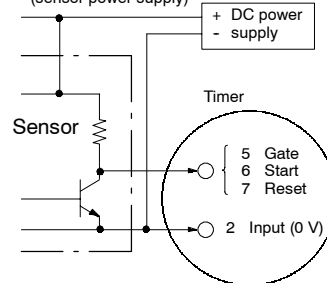 (sensor power supply)
+ DC power
- supply
Timer
Sensor
5 Gate
6 Start
7 Reset
2 Input (0 V)